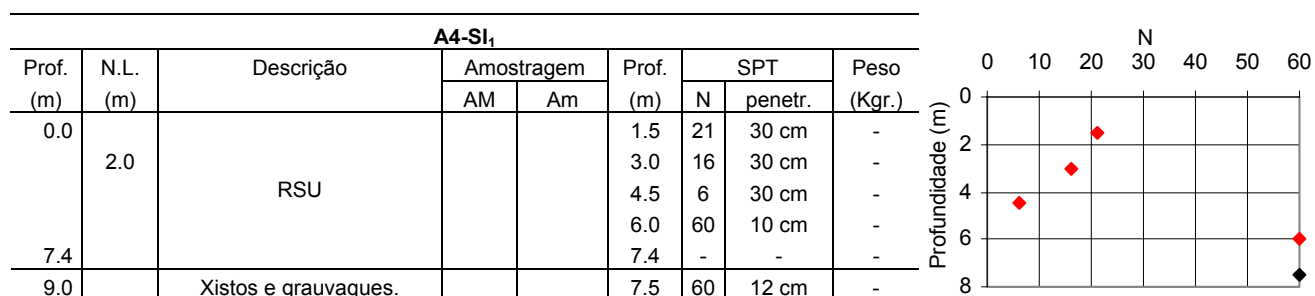 A4-SI₁
Prof. N.L. Descrição Amostragem Prof. SPT Peso
(m) (m) AM Am (m) N penetr. (Kgr.)
0.0 1.5 21 30 cm -
2.0 3.0 16 30 cm -
RSU 4.5 6 30 cm -
6.0 60 10 cm -
7.4 7.4 - - -
9.0 Xistos e grauvaques. 7.5 60 12 cm -
N
0 10 20 30 40 50 60
Profundidade (m)
0
2
4
6
8